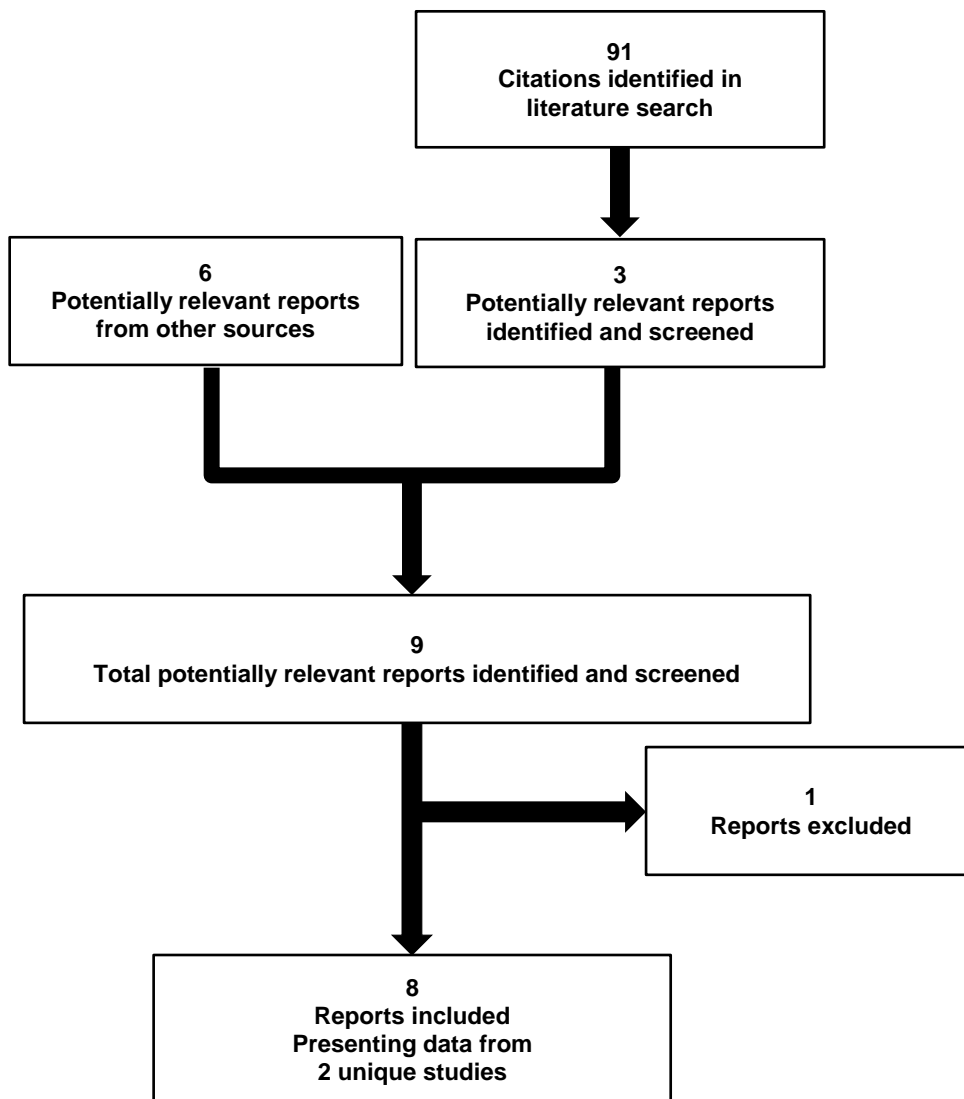 91
Citations identified in
literature search
6
Potentially relevant reports
from other sources
3
Potentially relevant reports
identified and screened
9
Total potentially relevant reports identified and screened
1
Reports excluded
8
Reports included
Presenting data from
2 unique studies